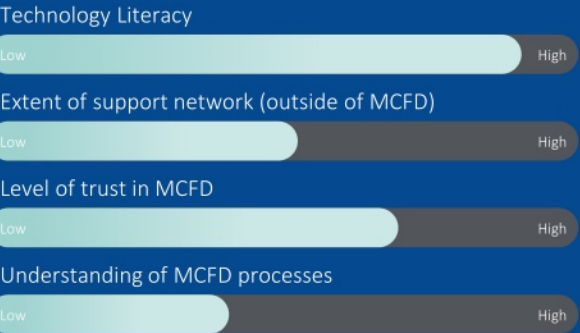 Technology Literacy
Low High
Extent of support network (outside of MCFD)
Low High
Level of trust in MCFD
Low High
Understanding of MCFD processes
Low High